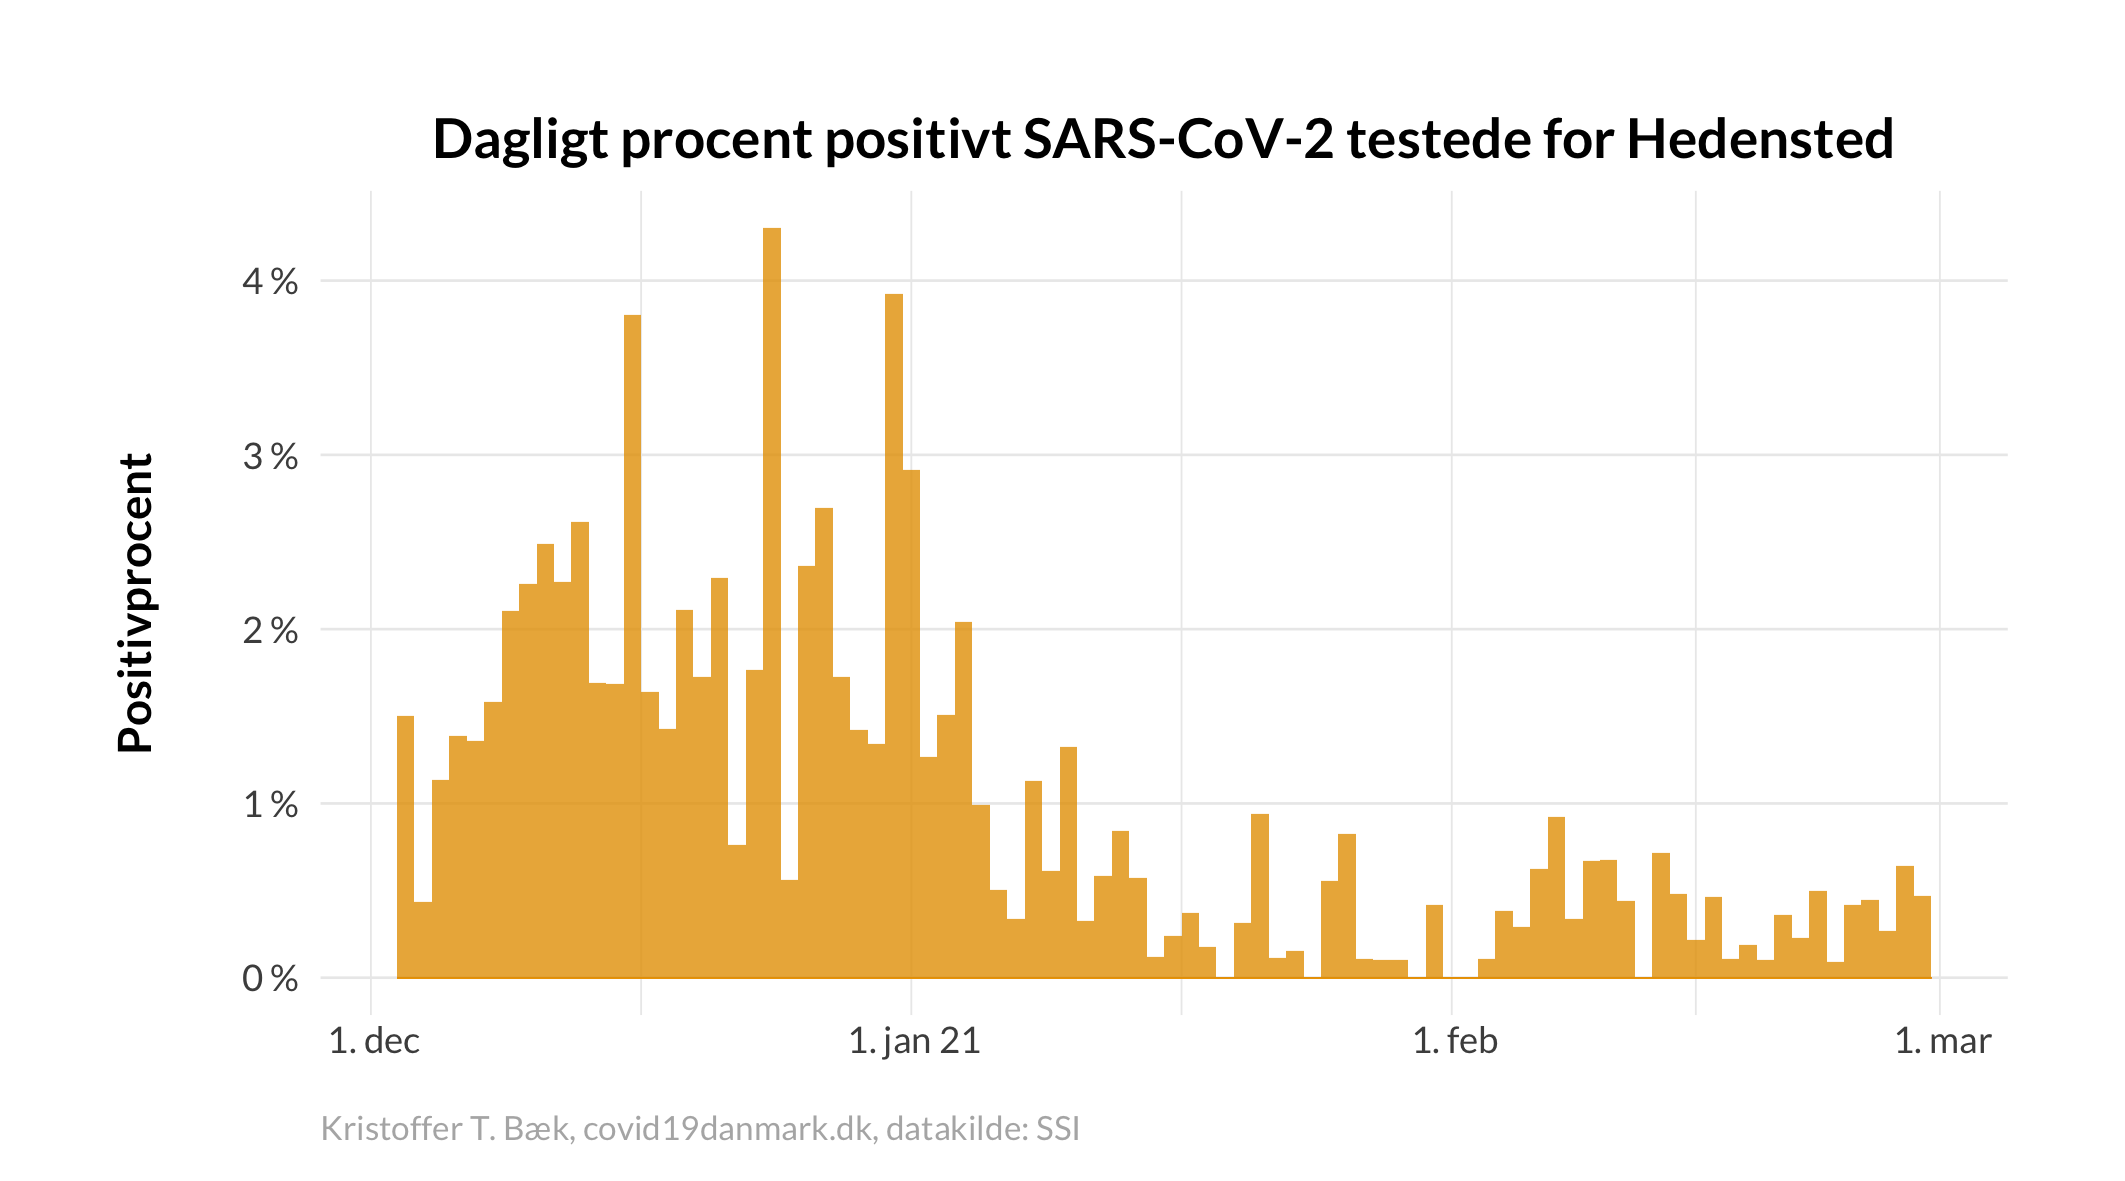 Dagligt procent positivt SARS-CoV-2 testede for Hedensted
Positivprocent
4 %
3 %
2 %
1 %
0 %
1. dec
1. jan 21
1. feb
1. mar
Kristoffer T. Bæk, covid19danmark.dk, datakilde: SSI